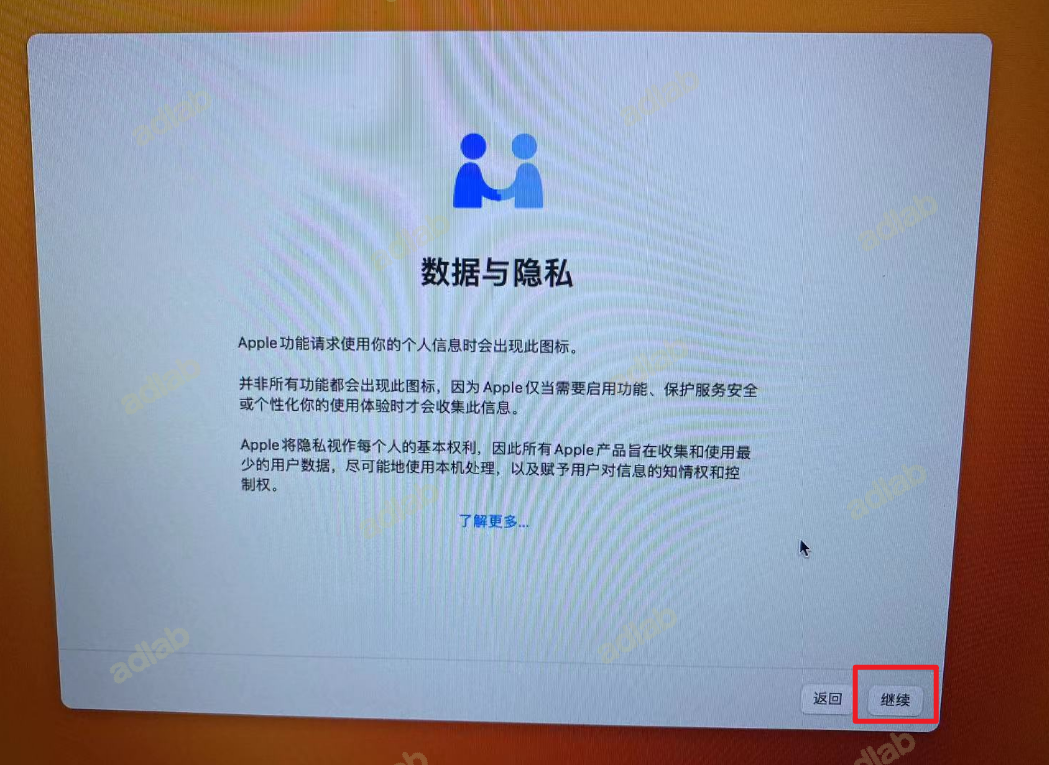 adlab
adlab
adlab
数据与隐私
Apple功能请求使用你的个人信息时会出现此图标。
adlab
并非所有功能都会出现此图标，因为Apple仅当需要启用功能、保护服务安全
或个性化你的使用体验时才会收集此信息。
Apple将隐私视作每个人的基本权利，因此所有Apple产品旨在收集和使用最
少的用户数据，尽可能地使用本机处理，以及赋予用户对信息的知情权和控
制权。
adlab
adlab
了解更多...
adlab
adlab
返回
继续